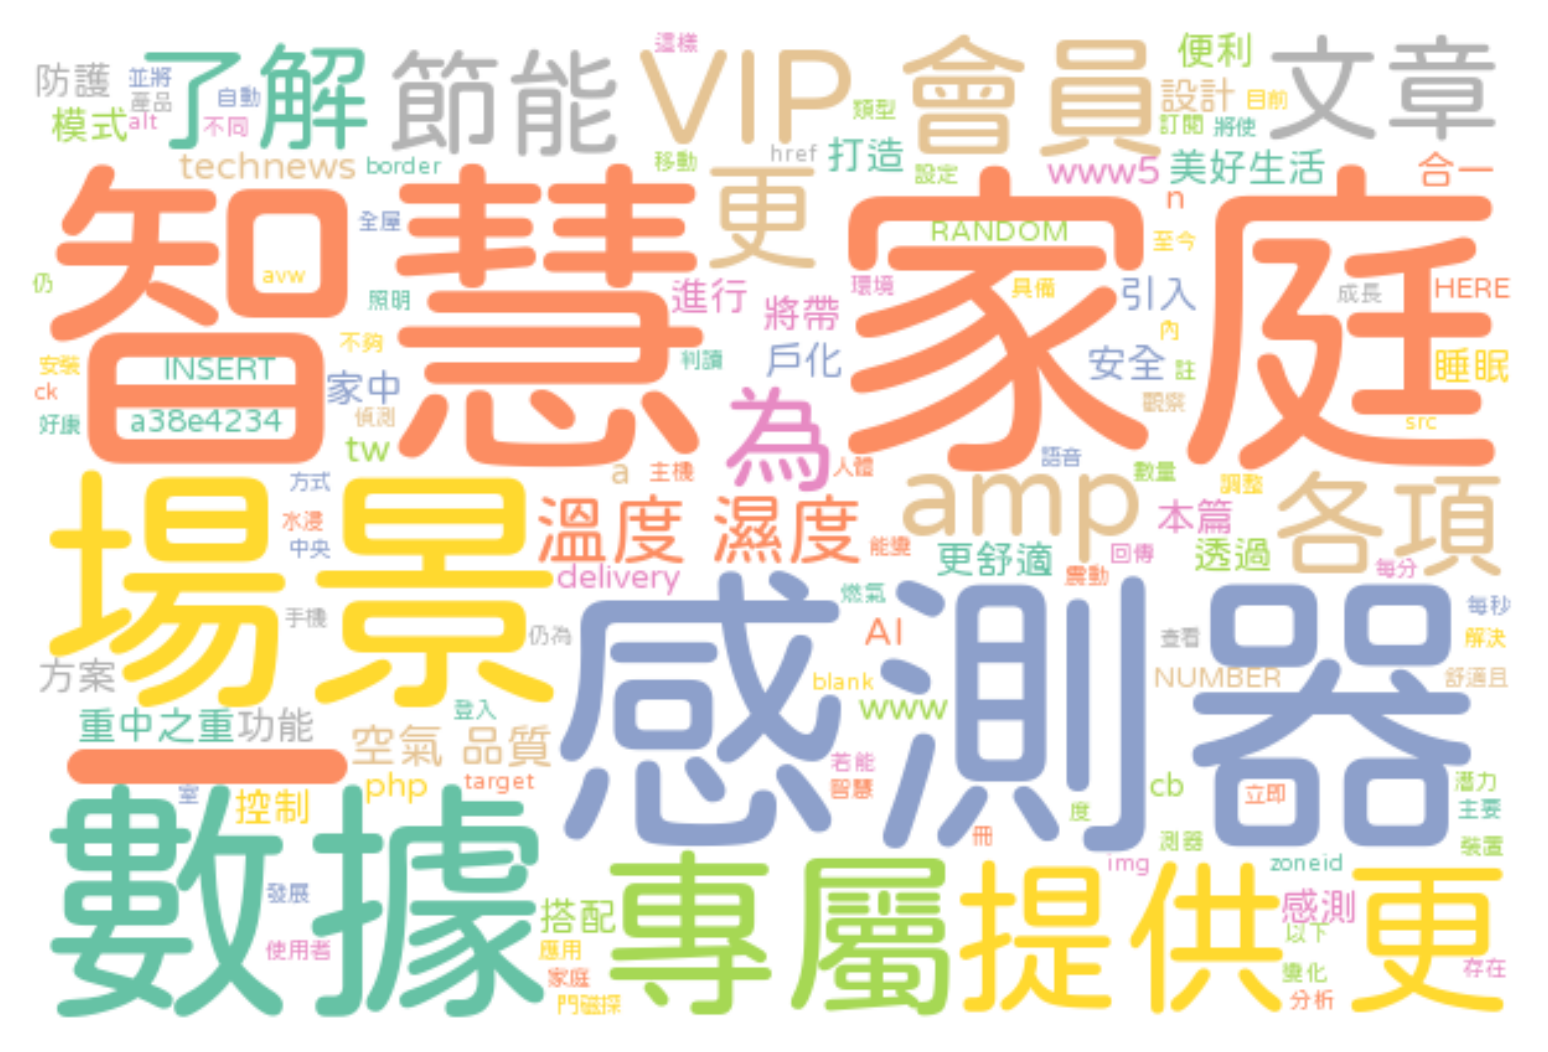 這樣
防護
並將
了解
節能
VIP
會員
便利
文章
產品
自動
類型
設計
目前
模式
alt
不同
訂閱
將使
technews
border
移動
href
打造
設定
www5
美好生活
合一
智慧家庭
更
n
全屋
RANDOM
至今
仍
avw
照明
進行
將帶
環境
具備
引入
成長
HERE
不夠
內
安裝
INSERT
判讀
戶化
安全
註
睡眠
ck
家中
觀察
好康
a38e4234
偵測
為
src
tw
a
主機
人體
語音
數量
場景
方式
amp
調整
各項
水浸
溫度 濕度
本篇
中央
能變
更舒適
回傳
透過
delivery
震動
每分
感測器
燃氣
手機
仍為
AI
查看
每秒
解決
方案
blank
NUMBER
舒適且
www
登入
重中之重
功能
空氣 品質
一
若能
target
php
智慧
cb
立即
潛力
室
控制
度
主要
數據
冊
測器
裝置
專屬
img
zoneid
提供更
發展
搭配
感測
以下
使用者
應用
家庭
變化
存在
門磁探
分析